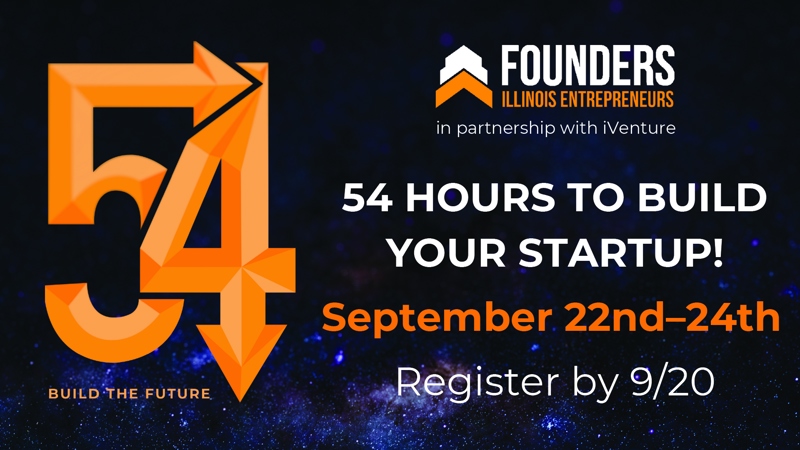 54
BUILD THE FUTURE
FOUNDERS
ILLINOIS ENTREPRENEURS
in partnership with iVenture
54 HOURS TO BUILD
YOUR STARTUP!
September 22nd–24th
Register by 9/20